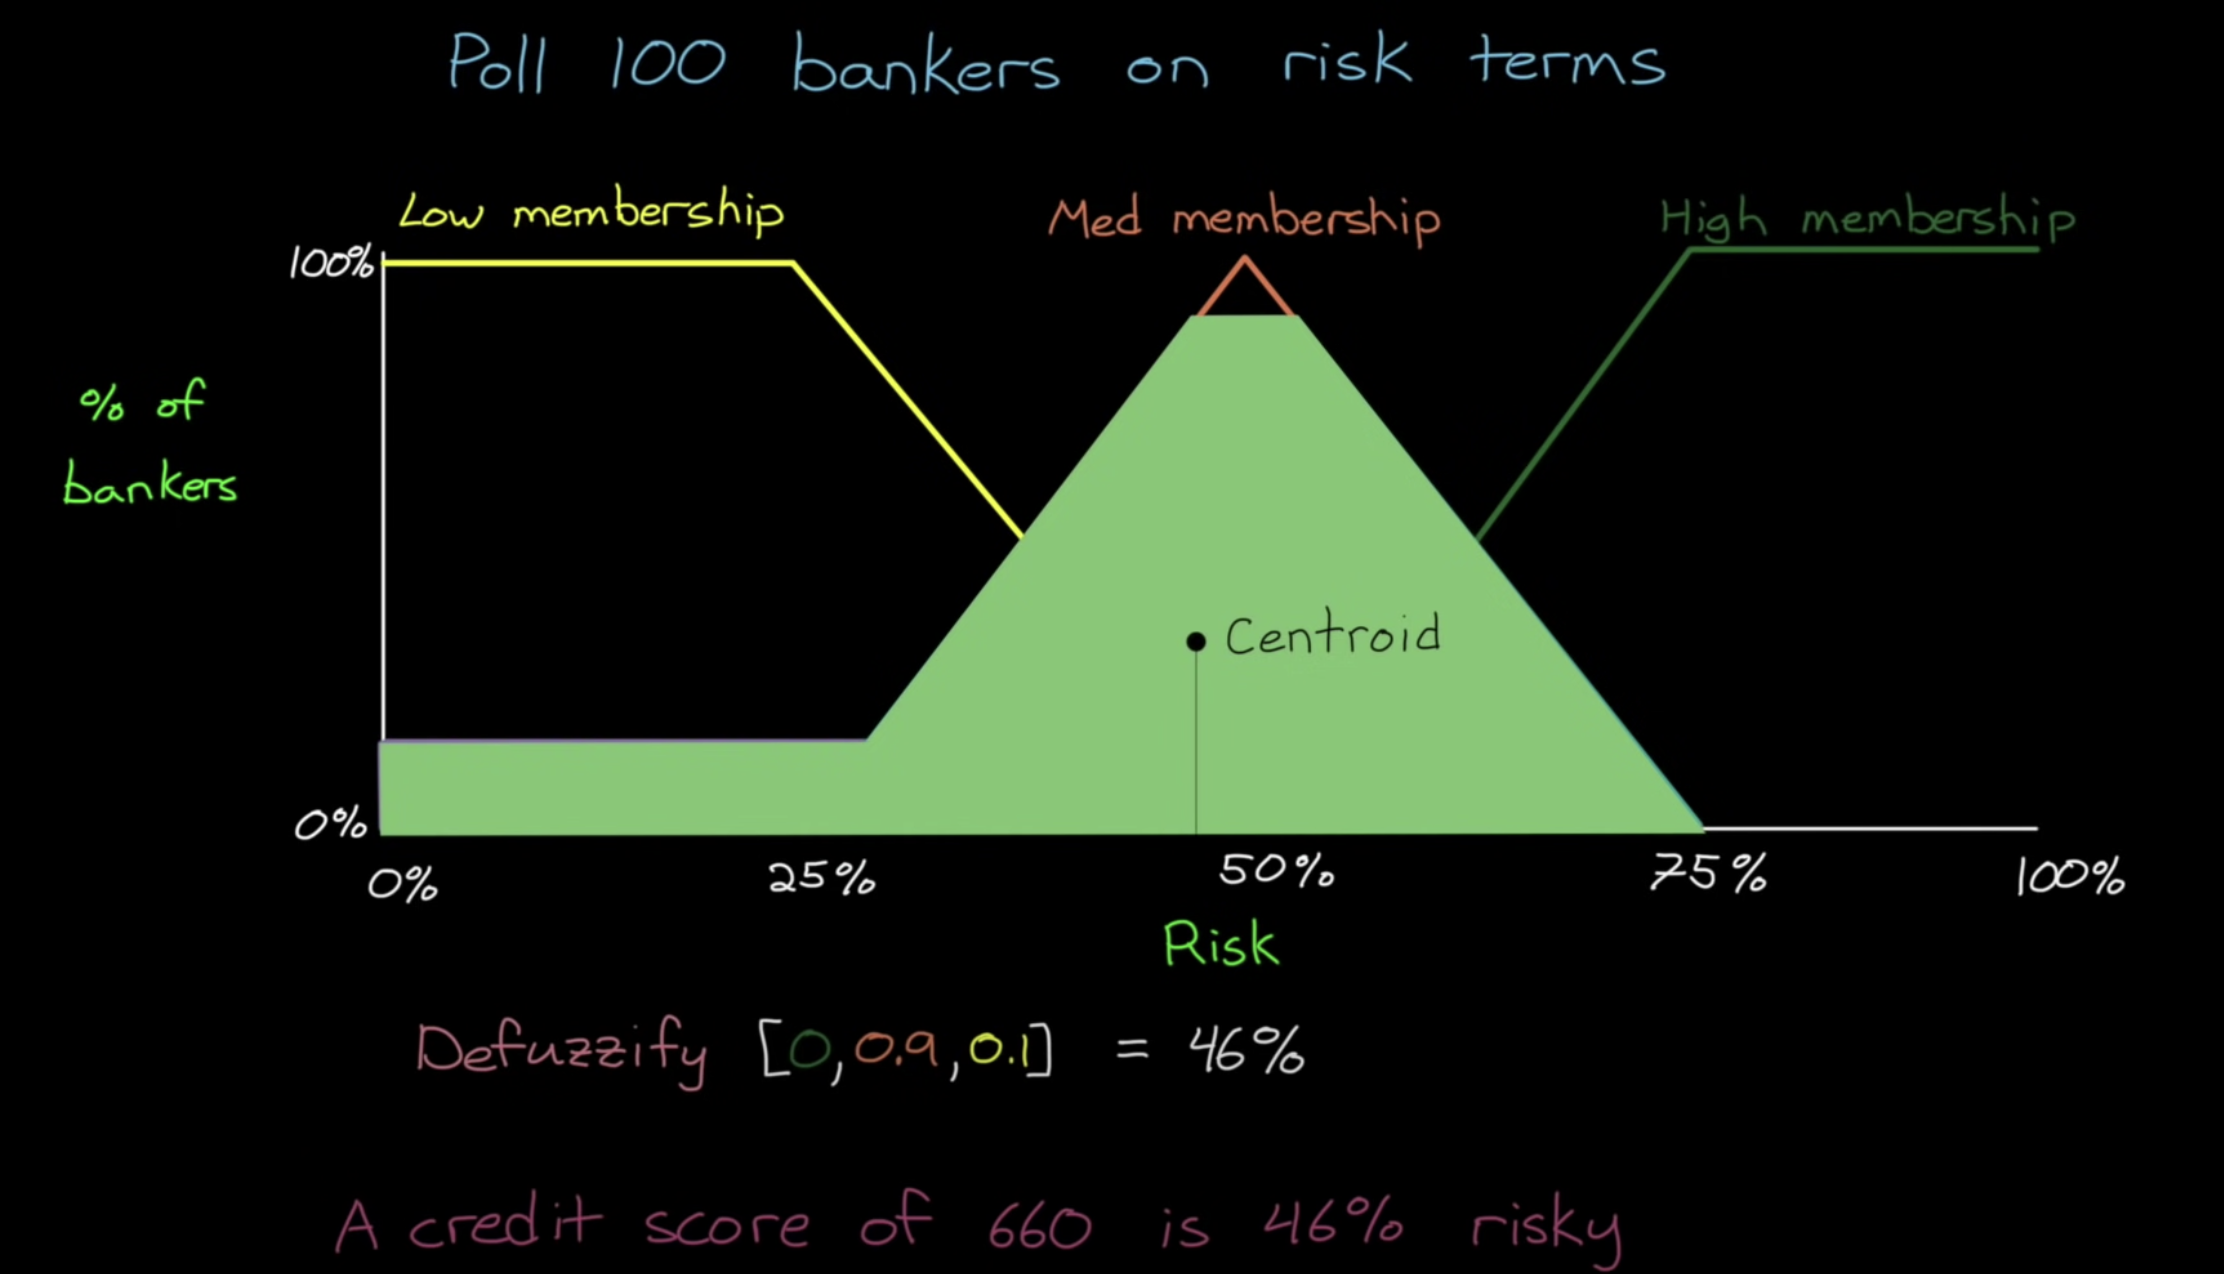 Poll 100 bankers on risk terms
Low membership
Med membership
High membership
100%
% of
bankers
Centroid
0%
0%
25%
50%
75%
100%
Risk
Defuzzify [0, 0.9, 0.1] = 46%
A credit score of 660 is 46% risky